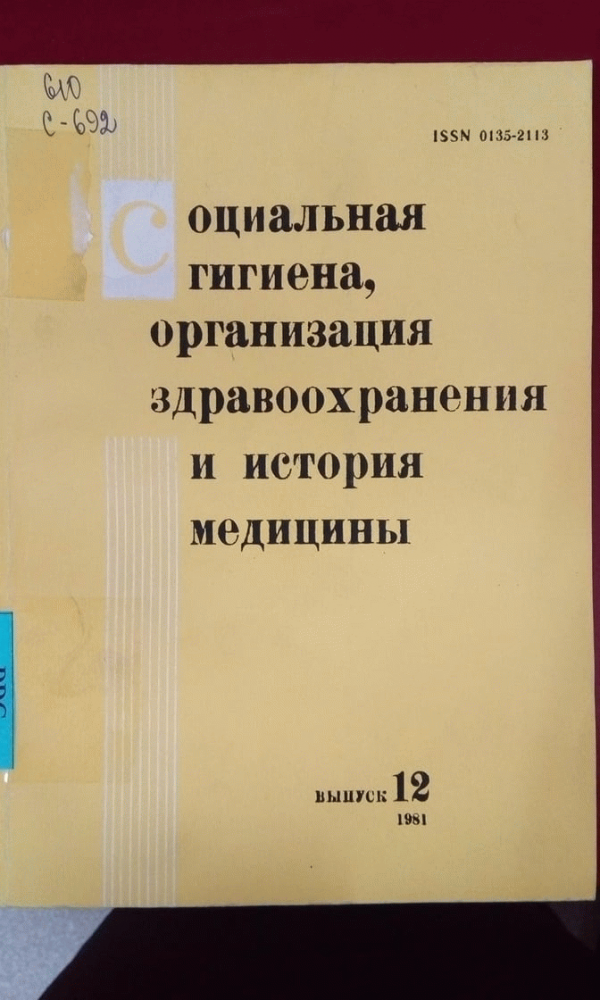 610
С-692
ISSN 0135-2113
Социальная
гигиена,
организация
здравоохранения
и история
медицины
выпуск 12
1981